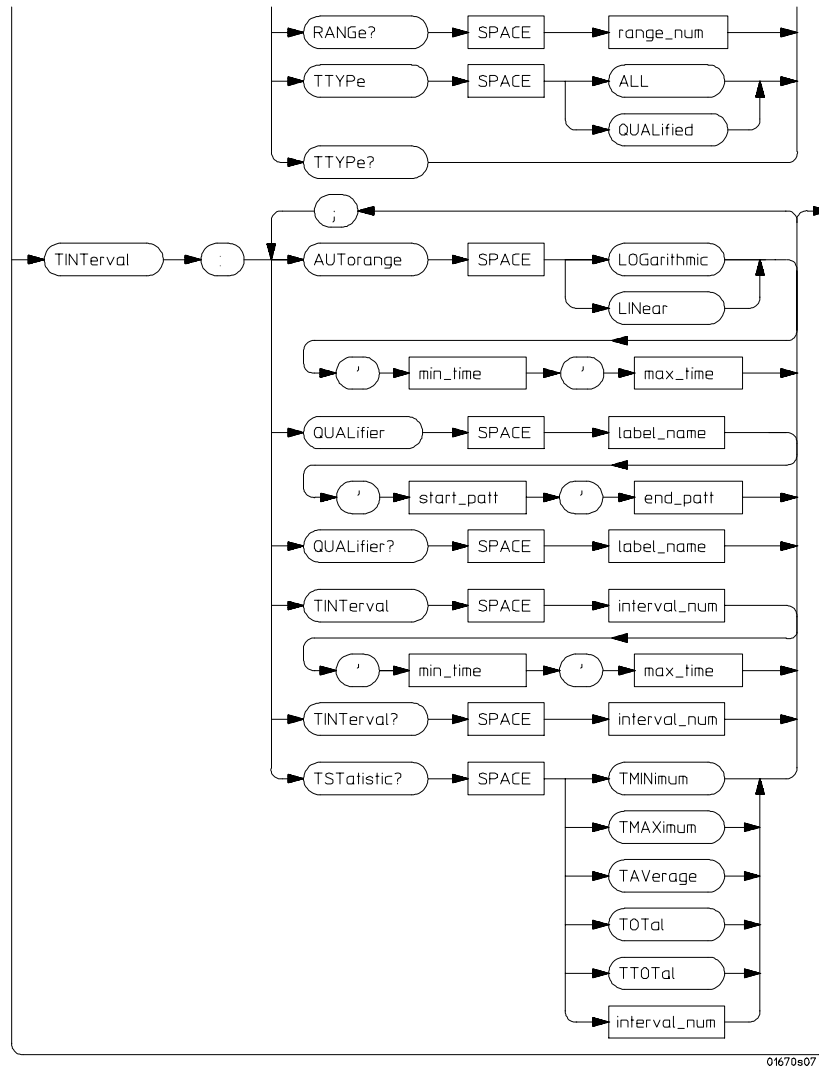 RANGe? SPACE range_num
TTYPe SPACE ALL
QUALified
TTYPe?
;
TINTerval : AUTorange SPACE LOGarithmic
LINear
, min_time , max_time
QUALifier SPACE label_name
, start_patt , end_patt
QUALifier? SPACE label_name
TINTerval SPACE interval_num
, min_time , max_time
TINTerval? SPACE interval_num
TSTatistic? SPACE TMINimum
TMAXimum
TAVerage
TOTal
TTOTal
interval_num
01670s07